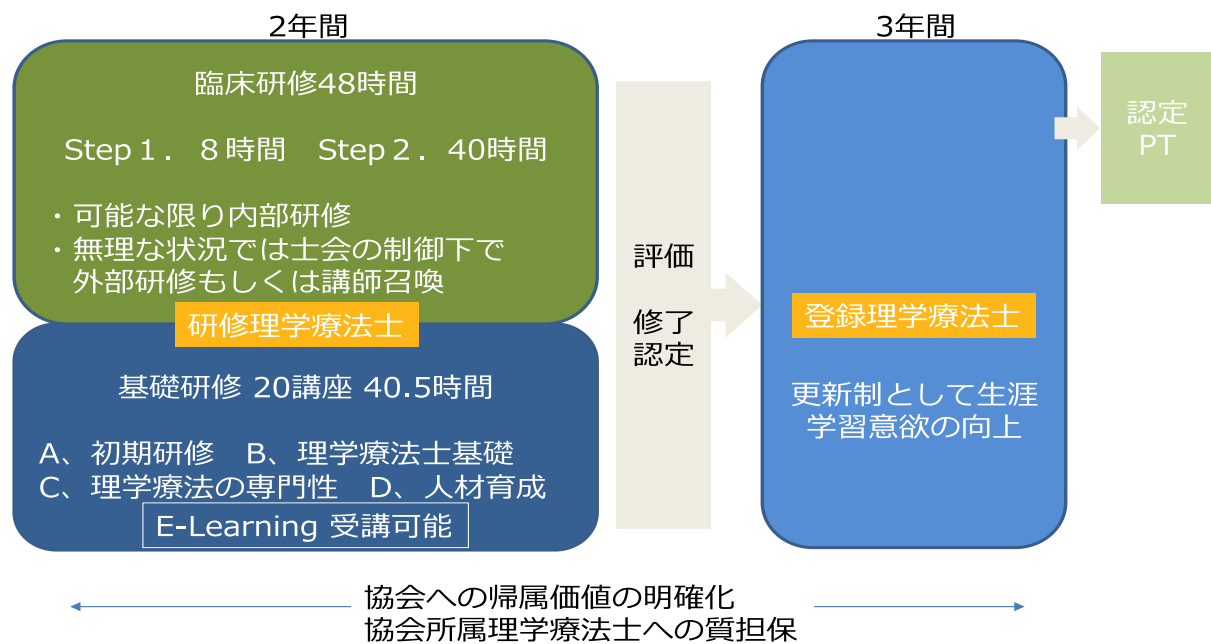 2年間
臨床研修48時間
Step１．８時間　Step２．40時間
・可能な限り内部研修
・無理な状況では士会の制御下で
外部研修もしくは講師召喚
研修理学療法士
基礎研修 20講座 40.5時間
A、初期研修　B、理学療法士基礎
C、理学療法の専門性　D、人材育成
E-Learning 受講可能
評価
修了
認定
3年間
登録理学療法士
更新制として生涯
学習意欲の向上
認定
PT
協会への帰属価値の明確化
協会所属理学療法士への質担保